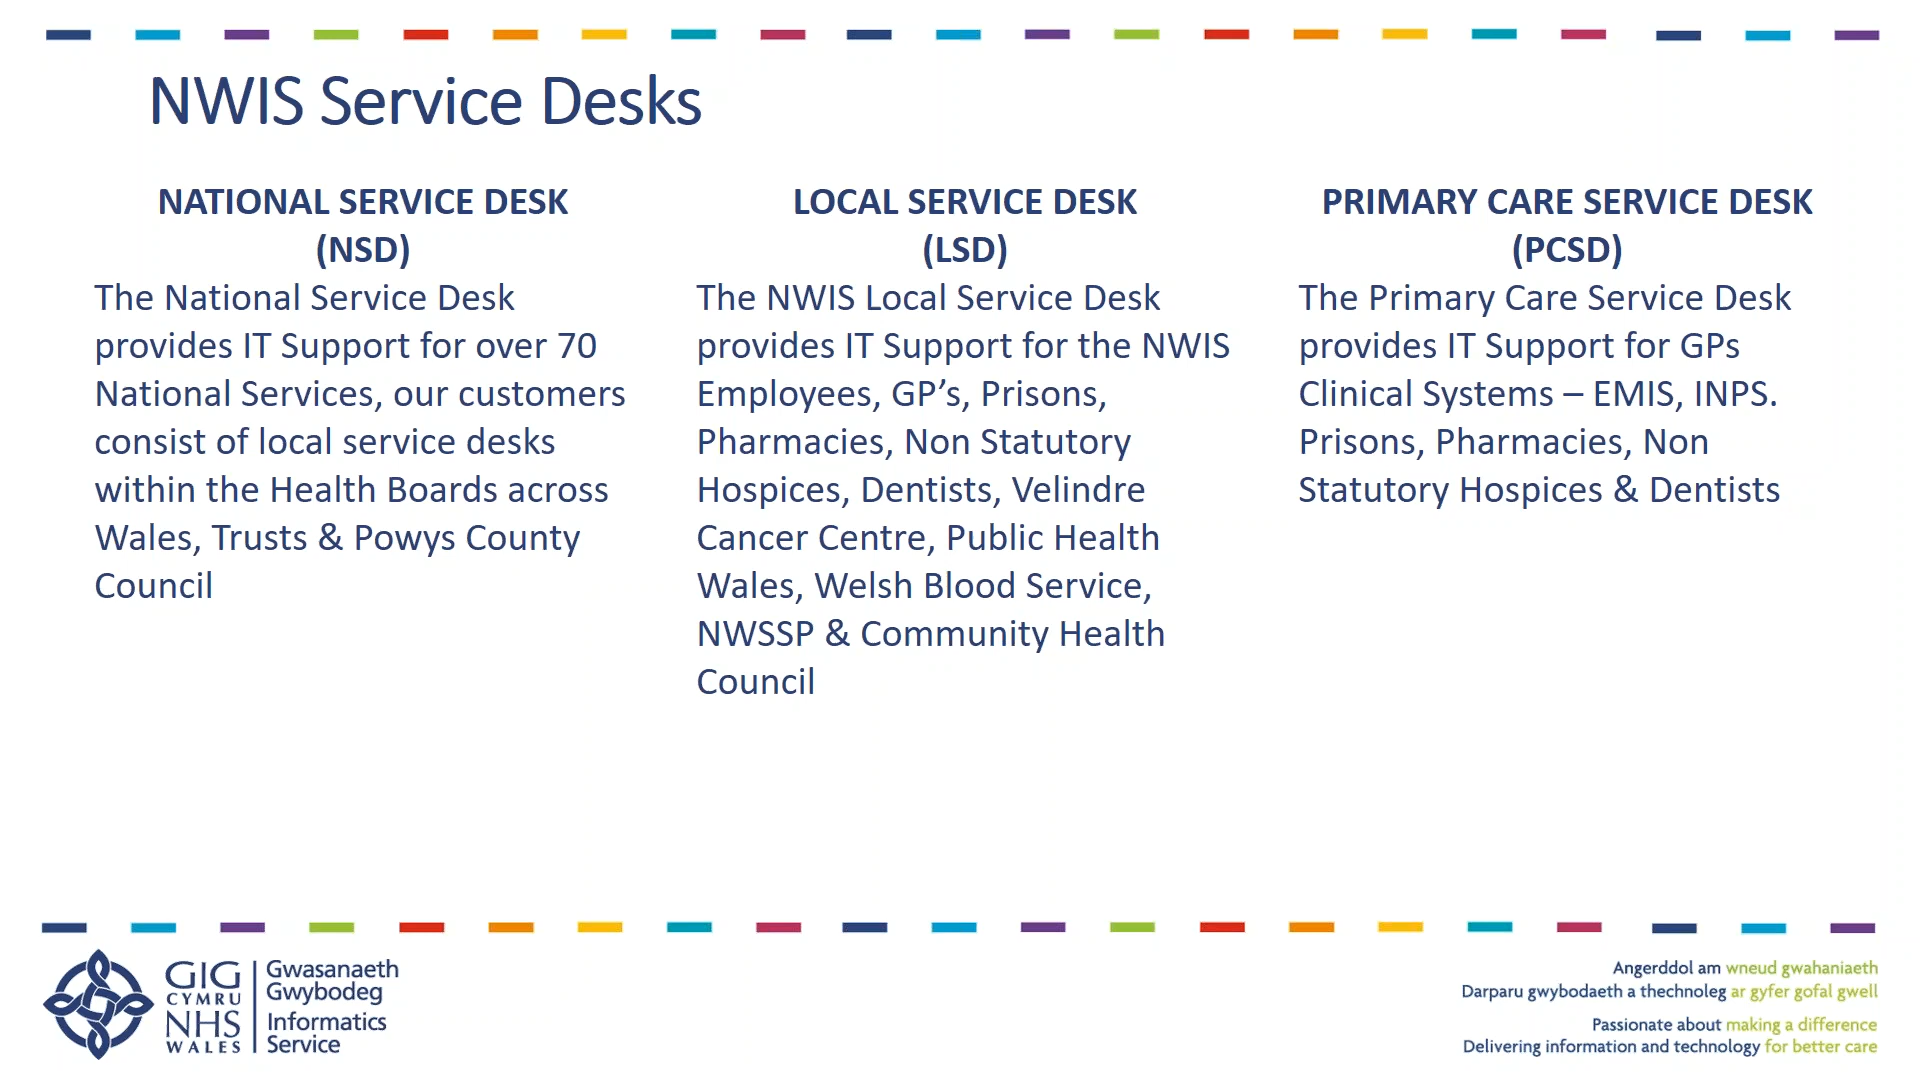 NWIS Service Desks
NATIONAL SERVICE DESK
(NSD)
The National Service Desk
provides IT Support for over 70
National Services, our customers
consist of local service desks
within the Health Boards across
Wales, Trusts & Powys County
Council
LOCAL SERVICE DESK
(LSD)
The NWIS Local Service Desk
provides IT Support for the NWIS
Employees, GP’s, Prisons,
Pharmacies, Non Statutory
Hospices, Dentists, Velindre
Cancer Centre, Public Health
Wales, Welsh Blood Service,
NWSSP & Community Health
Council
PRIMARY CARE SERVICE DESK
(PCSD)
The Primary Care Service Desk
provides IT Support for GPs
Clinical Systems – EMIS, INPS.
Prisons, Pharmacies, Non
Statutory Hospices & Dentists
GIG
CYMRU
NHS
WALES
Gwasanaeth
Gwybodeg
Informatics
Service
Angerddol am wneud gwahaniaeth
Darparu gwybodaeth a thechnoleg ar gyfer gofal gwell
Passionate about making a difference
Delivering information and technology for better care